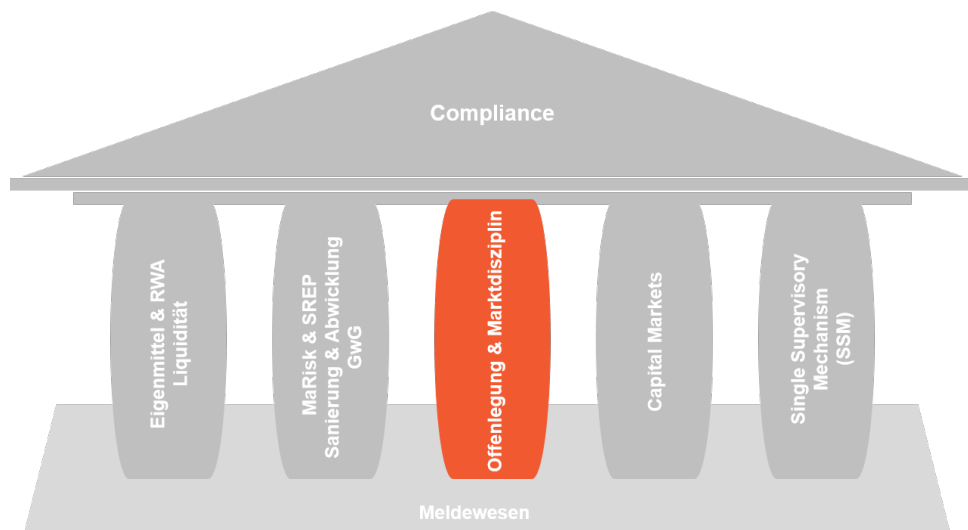 Compliance
Eigenmittel & RWA
Liquidität
MaRisk & SREP
Sanierung & Abwicklung
GwG
Offenlegung & Marktdisziplin
Capital Markets
Single Supervisory
Mechanism
(SSM)
Meldewesen